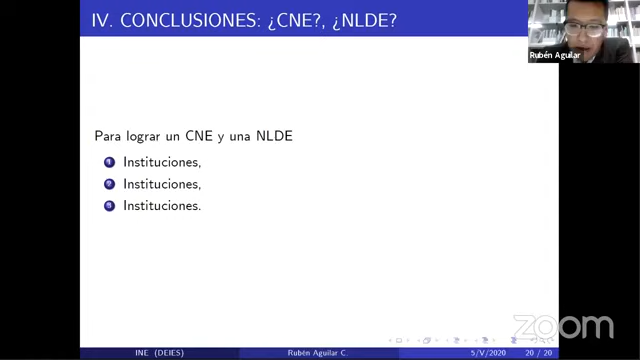 IV. CONCLUSIONES: ¿CNE?, ¿NLDE?
Rubén Aguilar
Para lograr un CNE y una NLDE
1 Instituciones,
2 Instituciones,
3 Instituciones.
zoom
INE (DEIES) Rubén Aguilar C. 5/V/2020 20 / 20